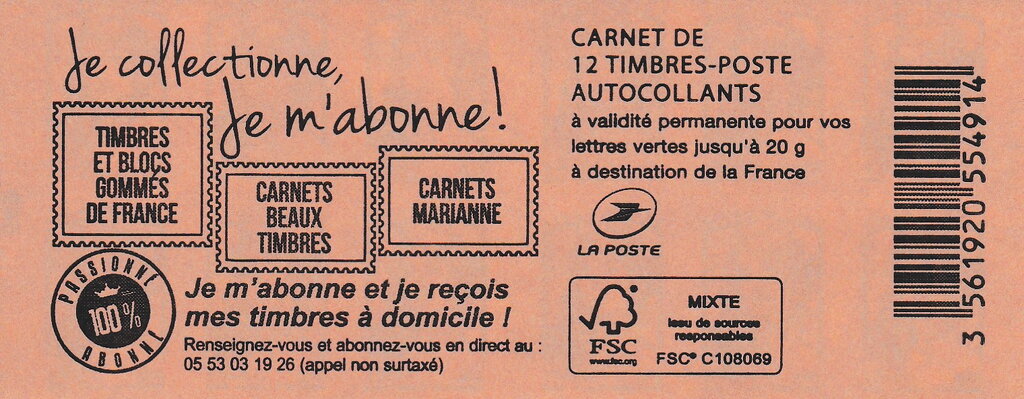 Je collectionne,
Je m'abonne!
TIMBRES
ET BLOCS
GOMMÉS
DE FRANCE
CARNETS
BEAUX
TIMBRES
CARNETS
MARIANNE
PASSIONNÉ
100%
ABONNÉ
Je m'abonne et je reçois
mes timbres à domicile !
Renseignez-vous et abonnez-vous en direct au :
05 53 03 19 26 (appel non surtaxé)
CARNET DE
12 TIMBRES-POSTE
AUTOCOLLANTS
à validité permanente pour vos
lettres vertes jusqu'à 20 g
à destination de la France
LA POSTE
FSC
www.fsc.org
MIXTE
Issu de sources
responsables
FSC® C108069
3 561920 554914